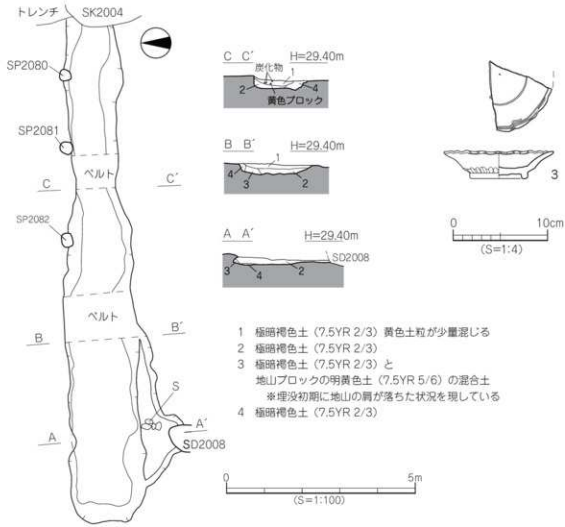 トレンチ SK2004
SP2080
SP2081
ベルト
C C´
SP2082
ベルト
B B´
S
A A´
SD2008
C C´ H=29.40m
炭化物 1
2 4
黄色ブロック
B B´ H=29.40m
1
4 3 2
A A´ H=29.40m
SD2008
3 4 2
3
0 10cm
(S=1:4)
1 極暗褐色土 (7.5YR 2/3) 黄色土粒が少量混じる
2 極暗褐色土 (7.5YR 2/3)
3 極暗褐色土 (7.5YR 2/3) と
地山ブロックの明黄色土 (7.5YR 5/6) の混合土
※埋没初期に地山の肩が落ちた状況を現している
4 極暗褐色土 (7.5YR 2/3)
0 5m
(S=1:100)